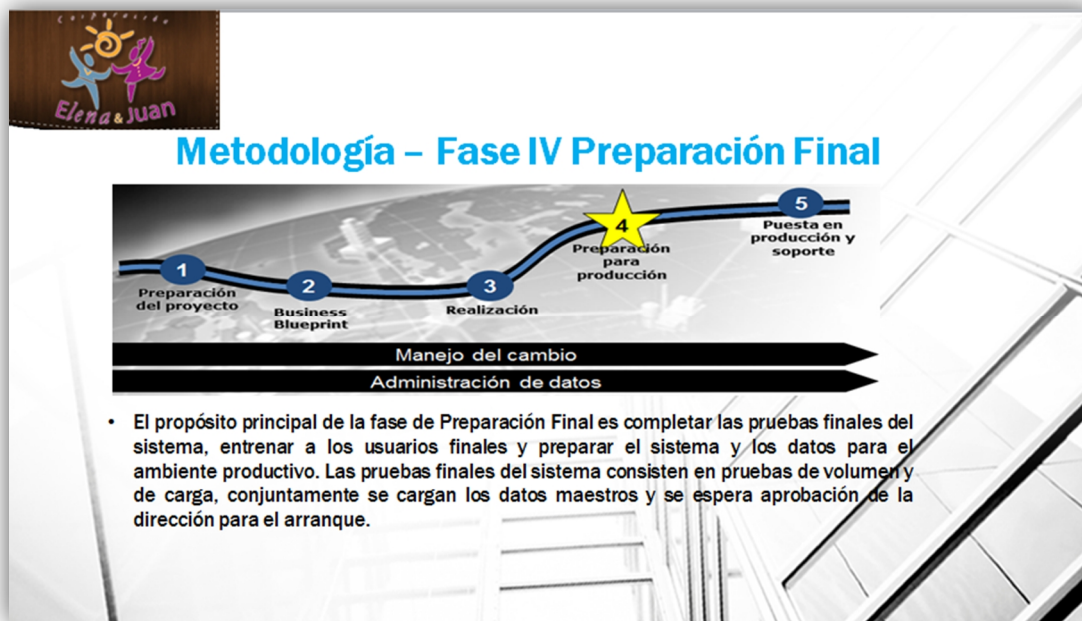 Corporación
Elena & Juan
Metodología – Fase IV Preparación Final
1
Preparación
del proyecto
2
Business
Blueprint
3
Realización
4
Preparación
para
producción
5
Puesta en
producción y
soporte
Manejo del cambio
Administración de datos
• El propósito principal de la fase de Preparación Final es completar las pruebas finales del
sistema, entrenar a los usuarios finales y preparar el sistema y los datos para el
ambiente productivo. Las pruebas finales del sistema consisten en pruebas de volumen y
de carga, conjuntamente se cargan los datos maestros y se espera aprobación de la
dirección para el arranque.